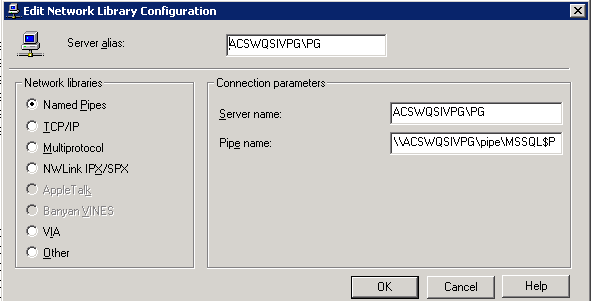 Edit Network Library Configuration
Server alias: ACSWQSIVPG\PG
Network libraries
Named Pipes
TCP/IP
Multiprotocol
NWLink IPX/SPX
AppleTalk
Banyan VINES
VIA
Other
Connection parameters
Server name: ACSWQSIVPG\PG
Pipe name: \\ACSWQSIVPG\pipe\MSSQL$P
OK Cancel Help